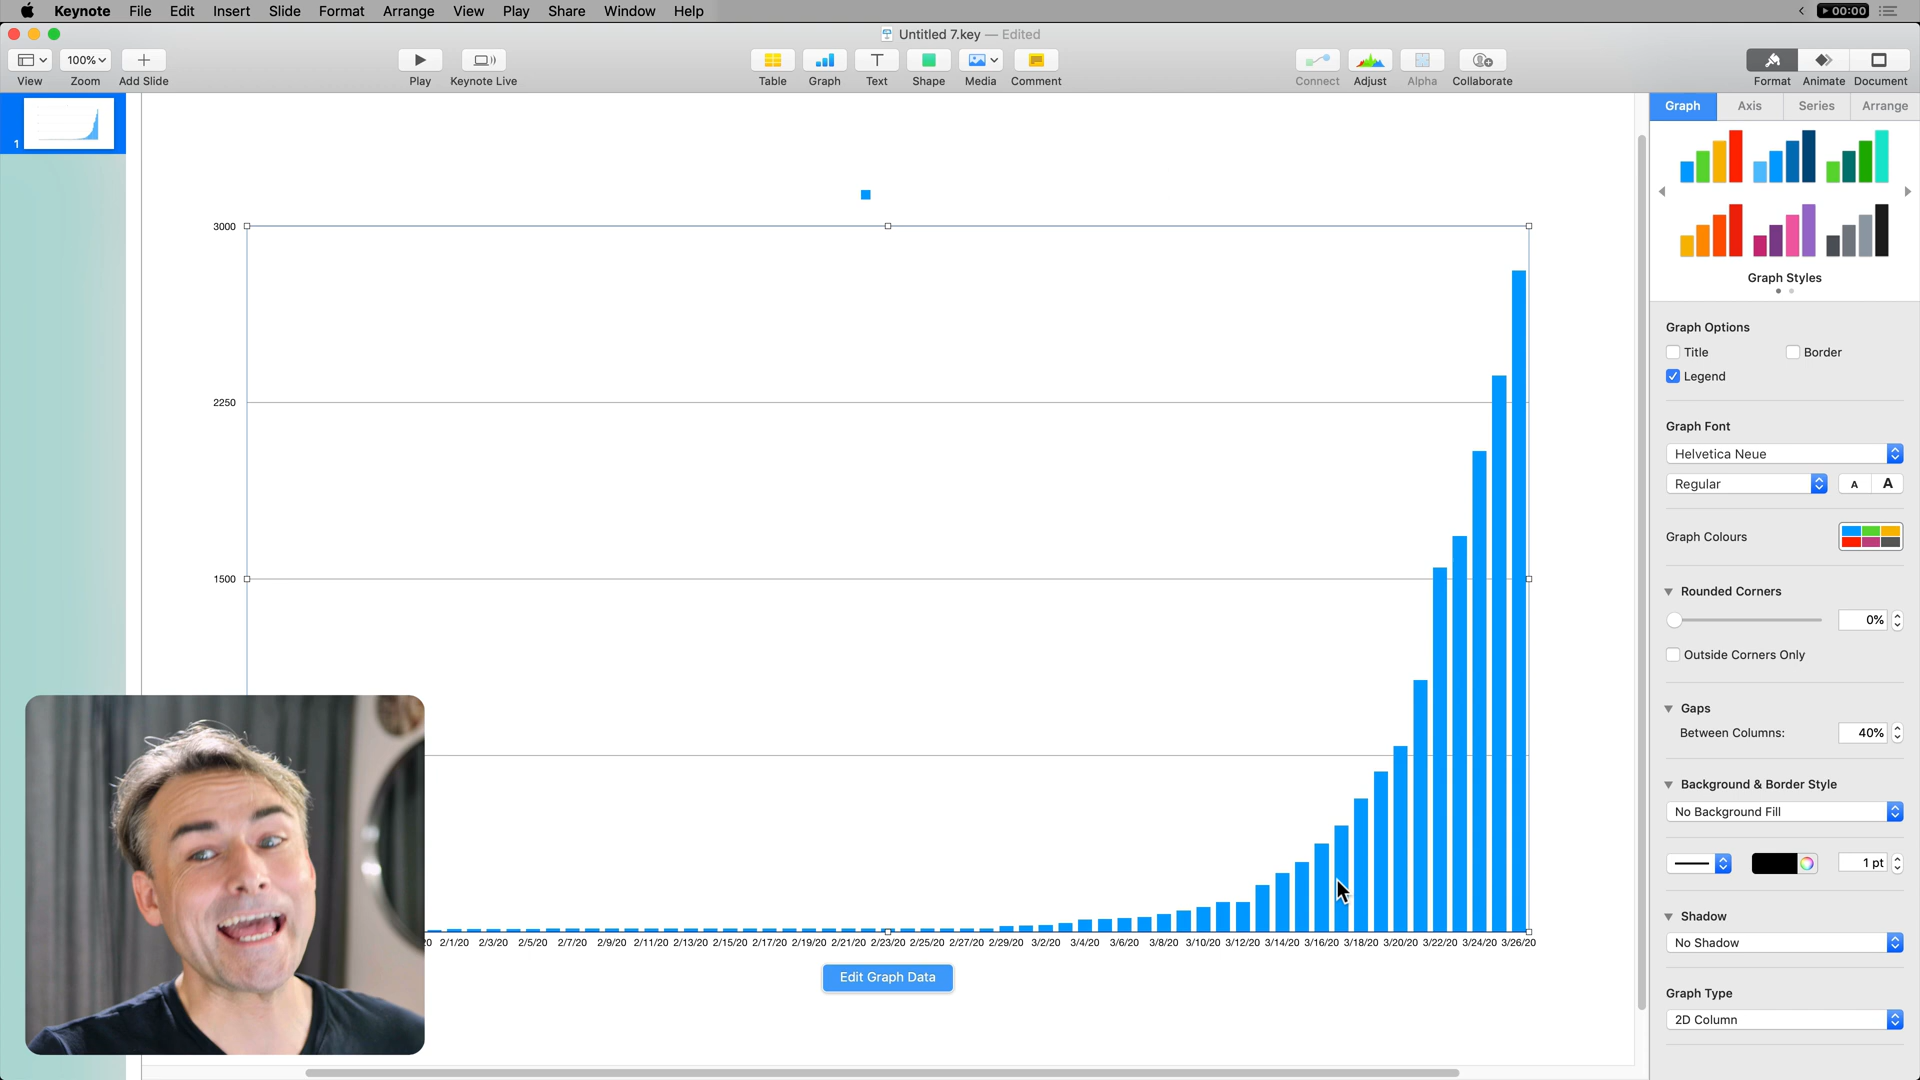 Keynote File Edit Insert Slide Format Arrange View Play Share Window Help 00:00
Untitled 7.key — Edited
100%
View Zoom Add Slide Play Keynote Live Table Graph Text Shape Media Comment Connect Adjust Alpha Collaborate Format Animate Document
Graph Axis Series Arrange
1
3000
2250
1500
20 2/1/20 2/3/20 2/5/20 2/7/20 2/9/20 2/11/20 2/13/20 2/15/20 2/17/20 2/19/20 2/21/20 2/23/20 2/25/20 2/27/20 2/29/20 3/2/20 3/4/20 3/6/20 3/8/20 3/10/20 3/12/20 3/14/20 3/16/20 3/18/20 3/20/20 3/22/20 3/24/20 3/26/20
Edit Graph Data
Graph Styles
Graph Options
Title Border
Legend
Graph Font
Helvetica Neue
Regular A A
Graph Colours
Rounded Corners
0%
Outside Corners Only
Gaps
Between Columns: 40%
Background & Border Style
No Background Fill
1 pt
Shadow
No Shadow
Graph Type
2D Column